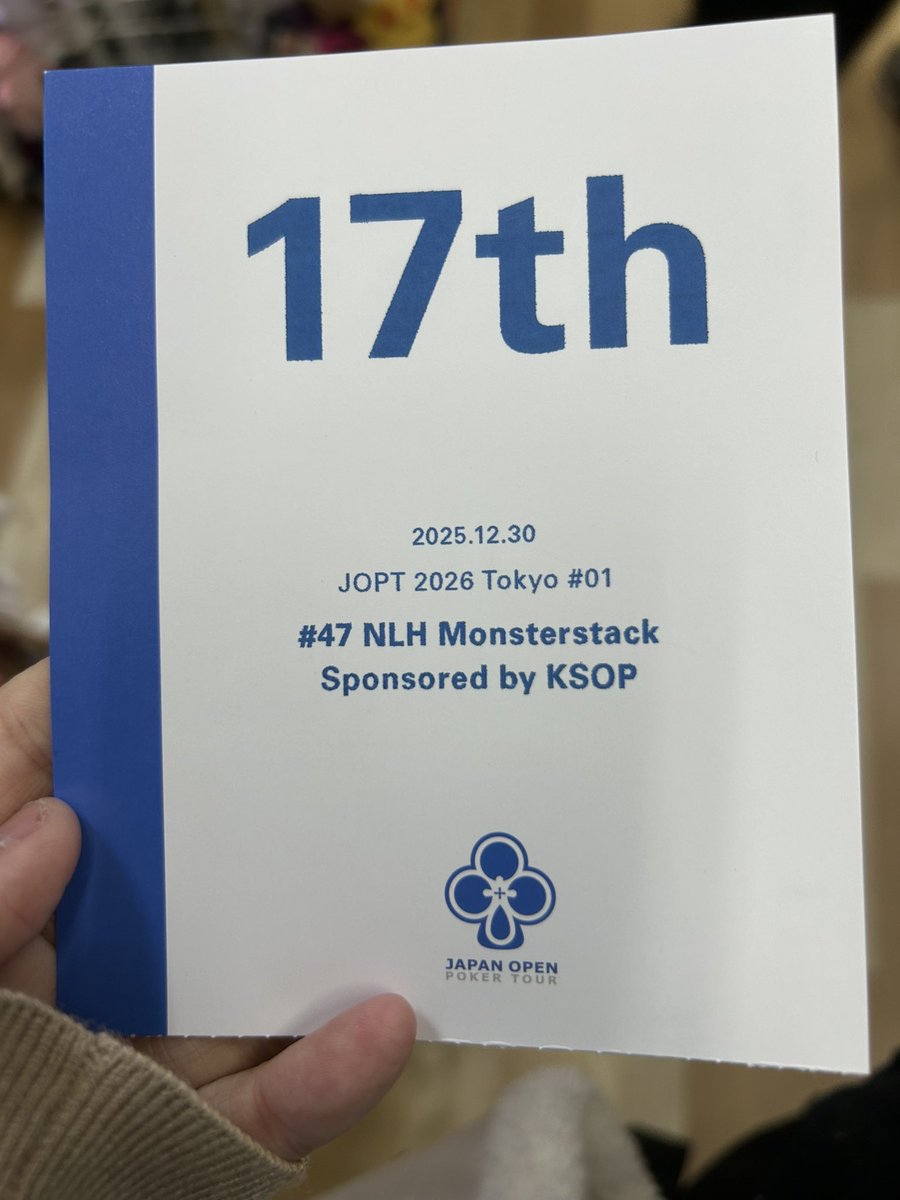 17th
2025.12.30
JOPT 2026 Tokyo #01
#47 NLH Monsterstack
Sponsored by KSOP
JAPAN OPEN
POKER TOUR